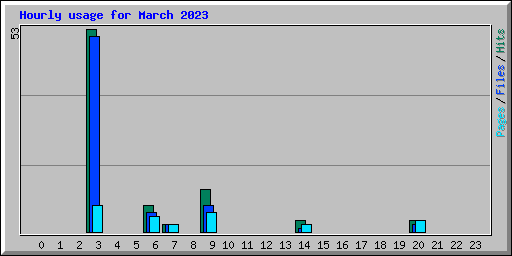 Hourly usage for March 2023
53
Pages/Files/Hits
0 1 2 3 4 5 6 7 8 9 10 11 12 13 14 15 16 17 18 19 20 21 22 23